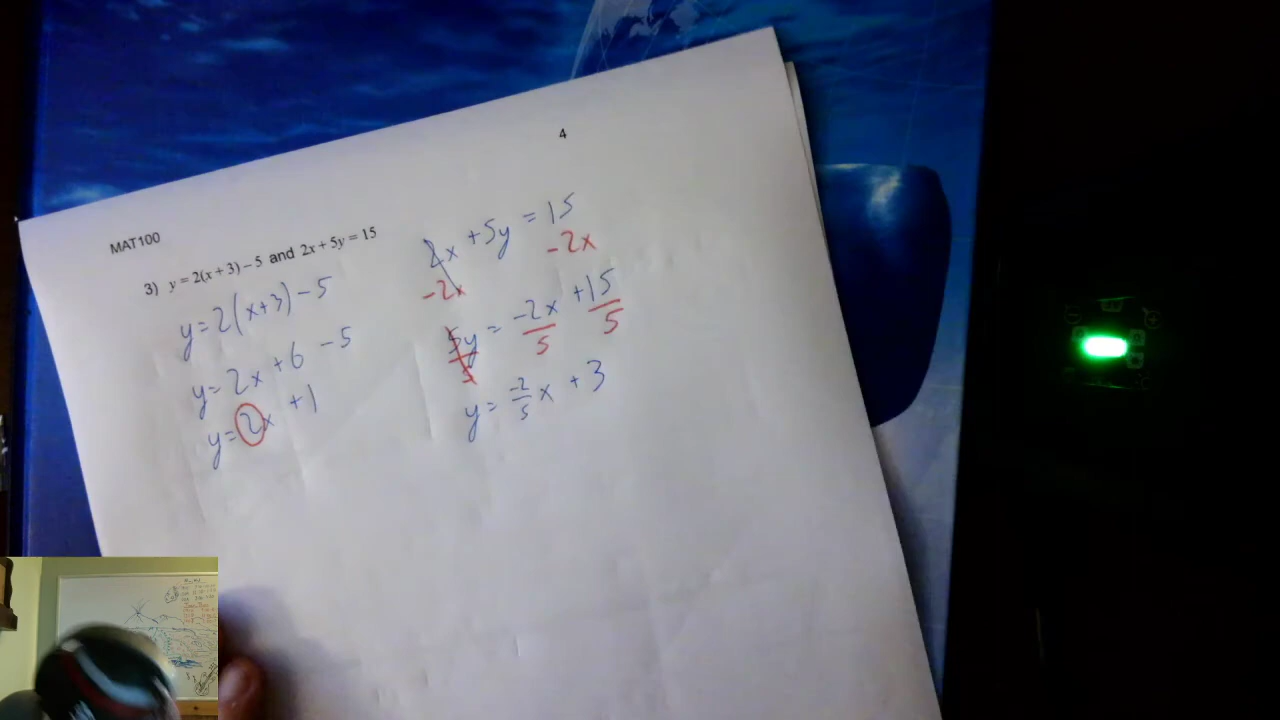 4
MAT100
3) y = 2(x + 3) – 5 and 2x + 5y = 15
y = 2(x+3) - 5
y = 2x + 6 - 5
y = 2x + 1
2x + 5y = 15
-2x -2x
5y = -2x + 15
5 5 5
y = -2/5 x + 3